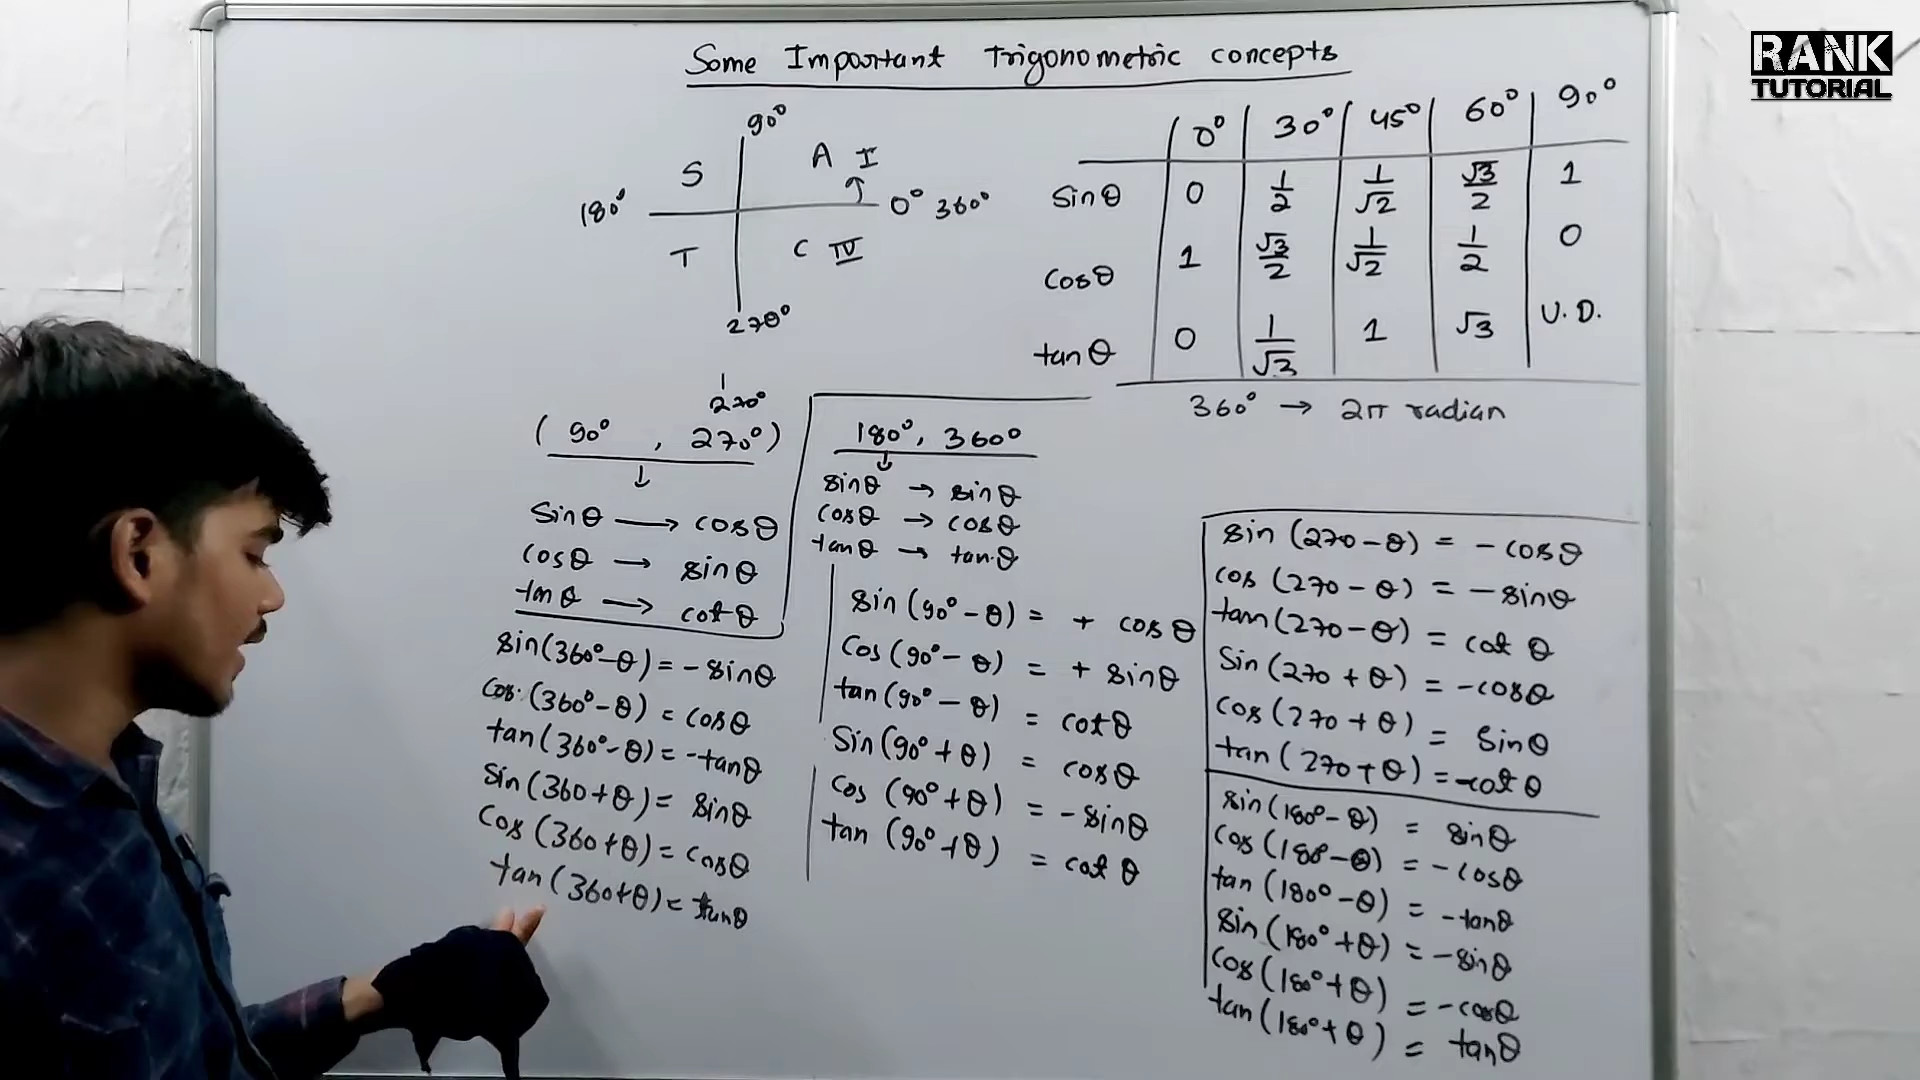 Some Important Trigonometric concepts
RANK
TUTORIAL
90°
S A I
180° 0° 360°
T C IV
270°
0° 30° 45° 60° 90°
sinθ 0 1/2 1/√2 √3/2 1
cosθ 1 √3/2 1/√2 1/2 0
tanθ 0 1/√3 1 √3 U.D.
360° → 2π radian
270°
(90°, 270°)
↓
sinθ → cosθ
cosθ → sinθ
tanθ → cotθ
180°, 360°
↓
sinθ → sinθ
cosθ → cosθ
tanθ → tanθ
sin(360°-θ) = -sinθ
cos(360°-θ) = cosθ
tan(360°-θ) = -tanθ
sin(360+θ) = sinθ
cos(360+θ) = cosθ
tan(360+θ) = tanθ
sin(90°-θ) = + cosθ
cos(90°-θ) = + sinθ
tan(90°-θ) = cotθ
sin(90°+θ) = cosθ
cos(90°+θ) = -sinθ
tan(90°+θ) = cotθ
sin(270-θ) = -cosθ
cos(270-θ) = -sinθ
tan(270-θ) = cotθ
sin(270+θ) = -cosθ
cos(270+θ) = sinθ
tan(270+θ) = -cotθ
sin(180°-θ) = sinθ
cos(180-θ) = -cosθ
tan(180°-θ) = -tanθ
sin(180°+θ) = -sinθ
cos(180°+θ) = -cosθ
tan(180°+θ) = tanθ